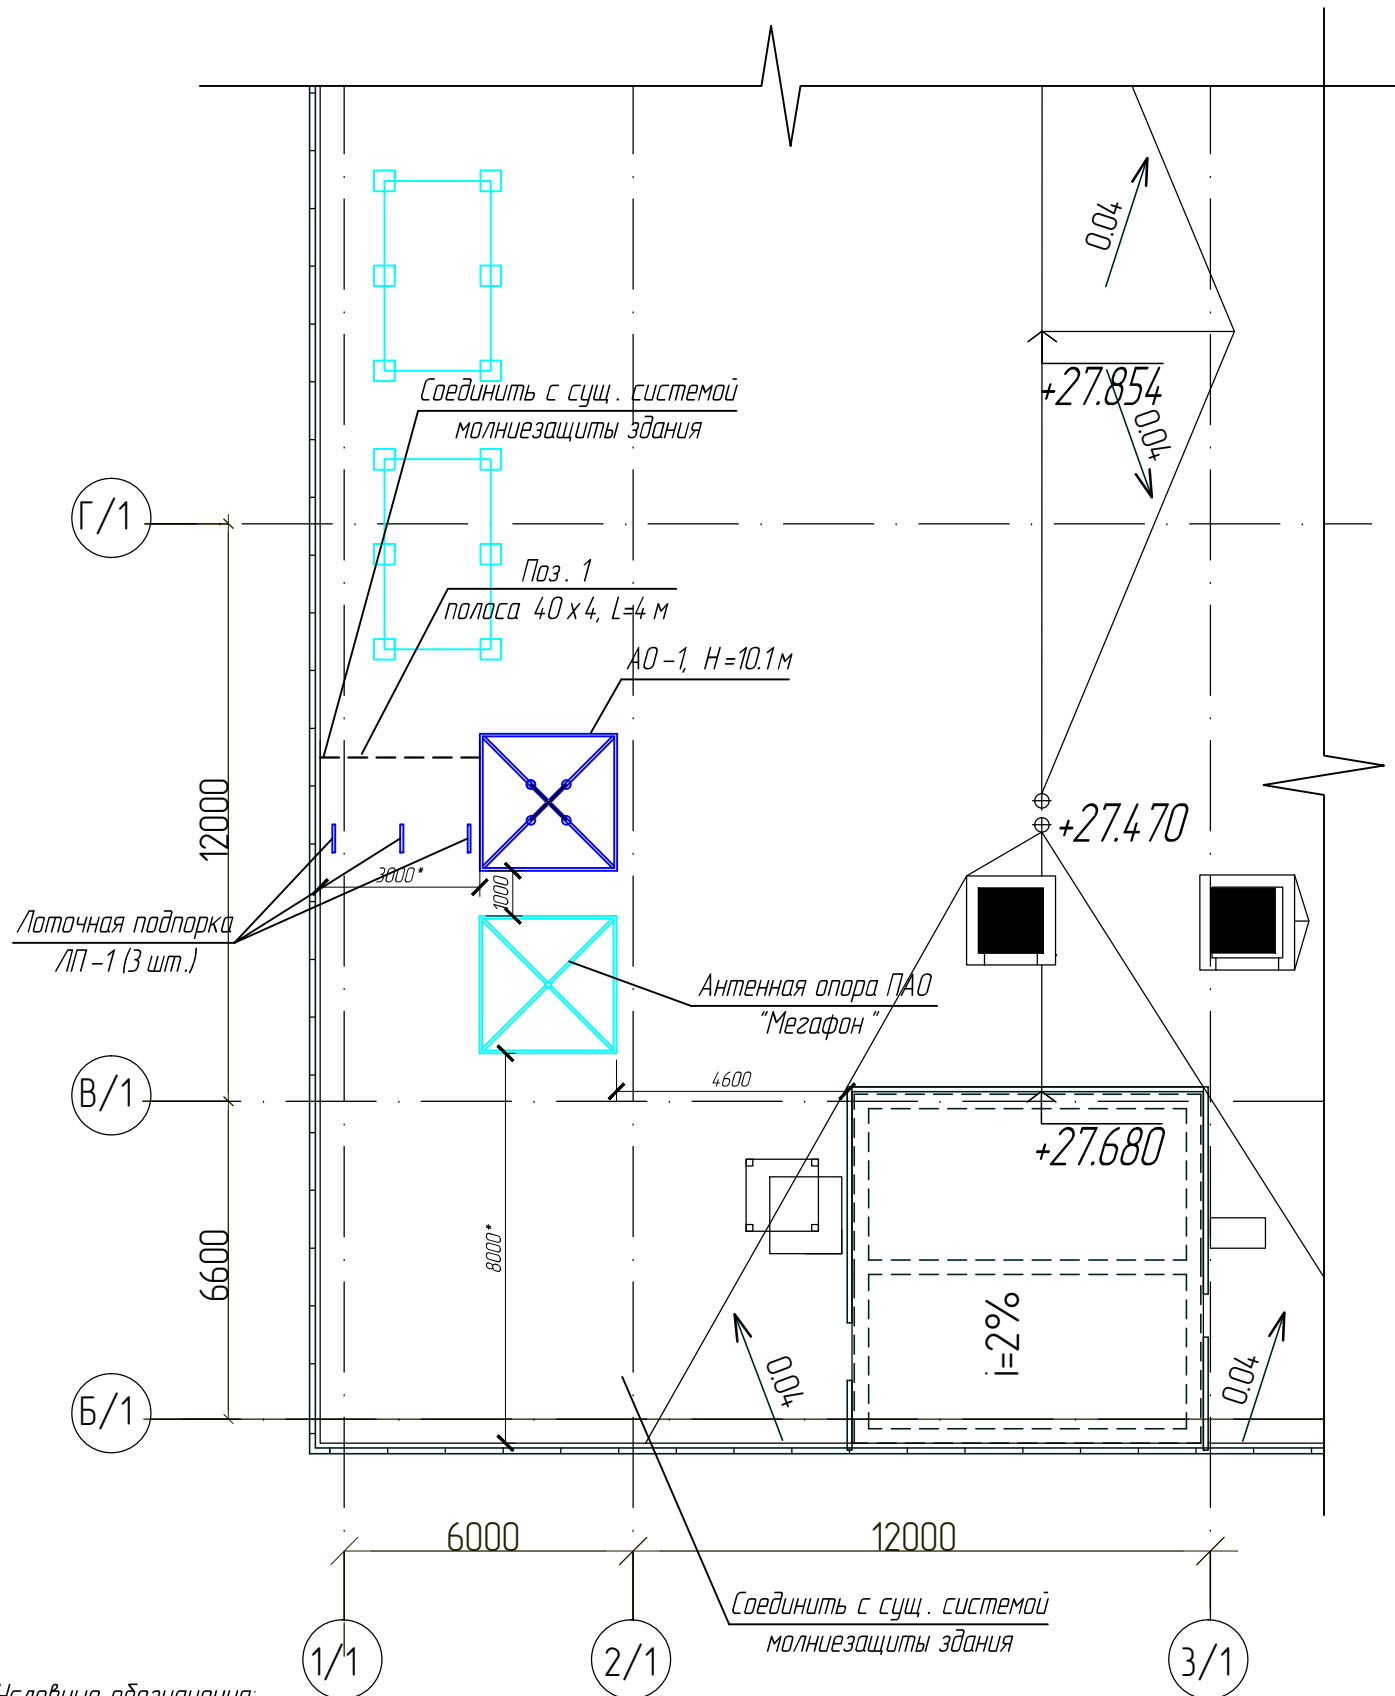 0.04
+27.854
0.04
Соединить с сущ. системой
молниезащиты здания
Г/1
Поз. 1
полоса 40х4, L=4 м
АО-1, Н=10.1м
12000
+27.470
3000*
1000
Лоточная подпорка
ЛП-1 (3 шт.)
Антенная опора ПАО
"Мегафон"
В/1
4600
+27.680
6600
8000*
i=2%
0.04
0.04
Б/1
6000
12000
Соединить с сущ. системой
молниезащиты здания
1/1
2/1
3/1